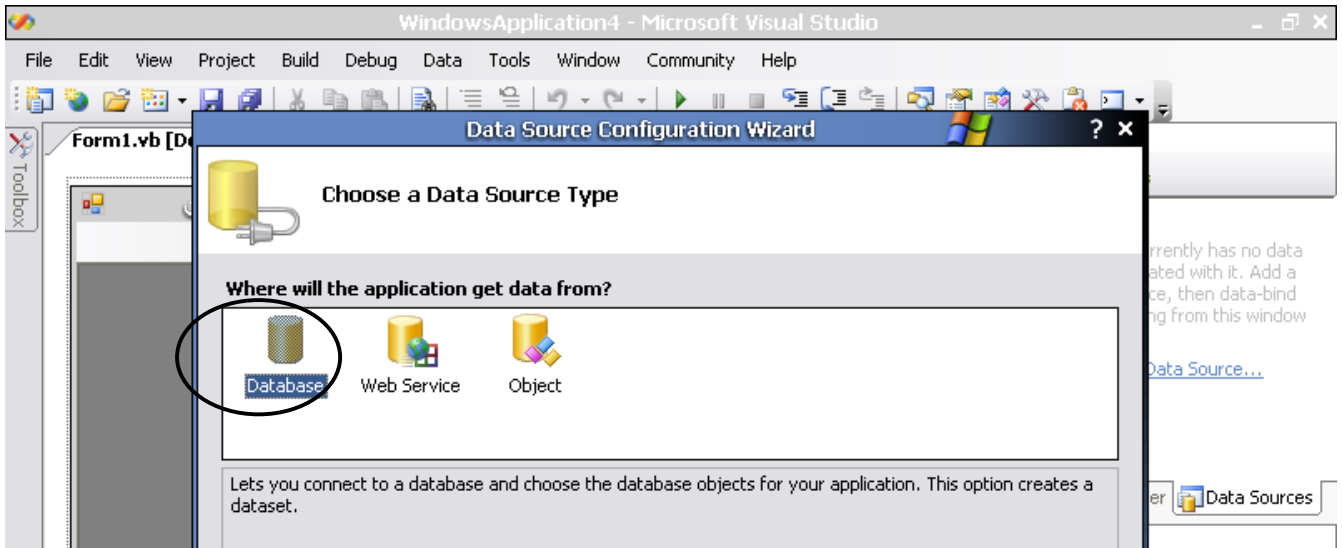 WindowsApplication4 - Microsoft Visual Studio
File Edit View Project Build Debug Data Tools Window Community Help
Toolbox
Form1.vb [De
Data Source Configuration Wizard
Choose a Data Source Type
Where will the application get data from?
Database Web Service Object
Lets you connect to a database and choose the database objects for your application. This option creates a
dataset.
rrently has no data
ated with it. Add a
ce, then data-bind
ng from this window
Data Source...
er Data Sources